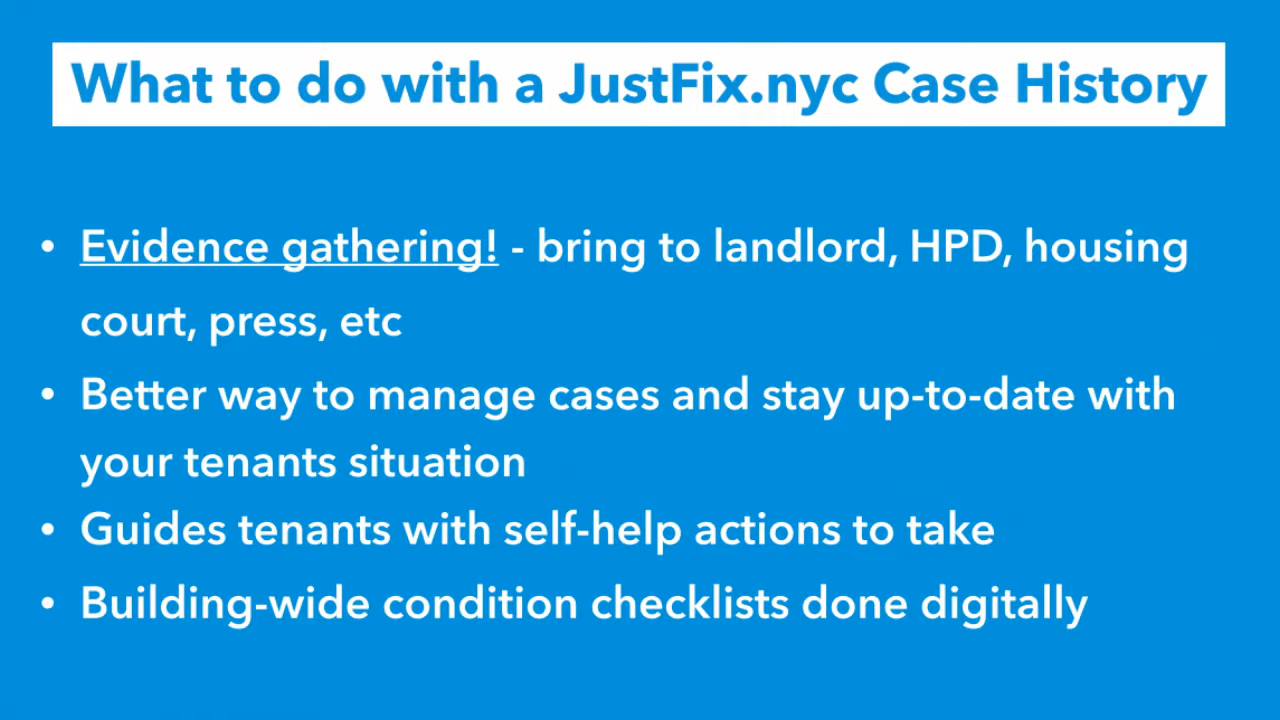 What to do with a JustFix.nyc Case History
• Evidence gathering! - bring to landlord, HPD, housing
court, press, etc
• Better way to manage cases and stay up-to-date with
your tenants situation
• Guides tenants with self-help actions to take
• Building-wide condition checklists done digitally